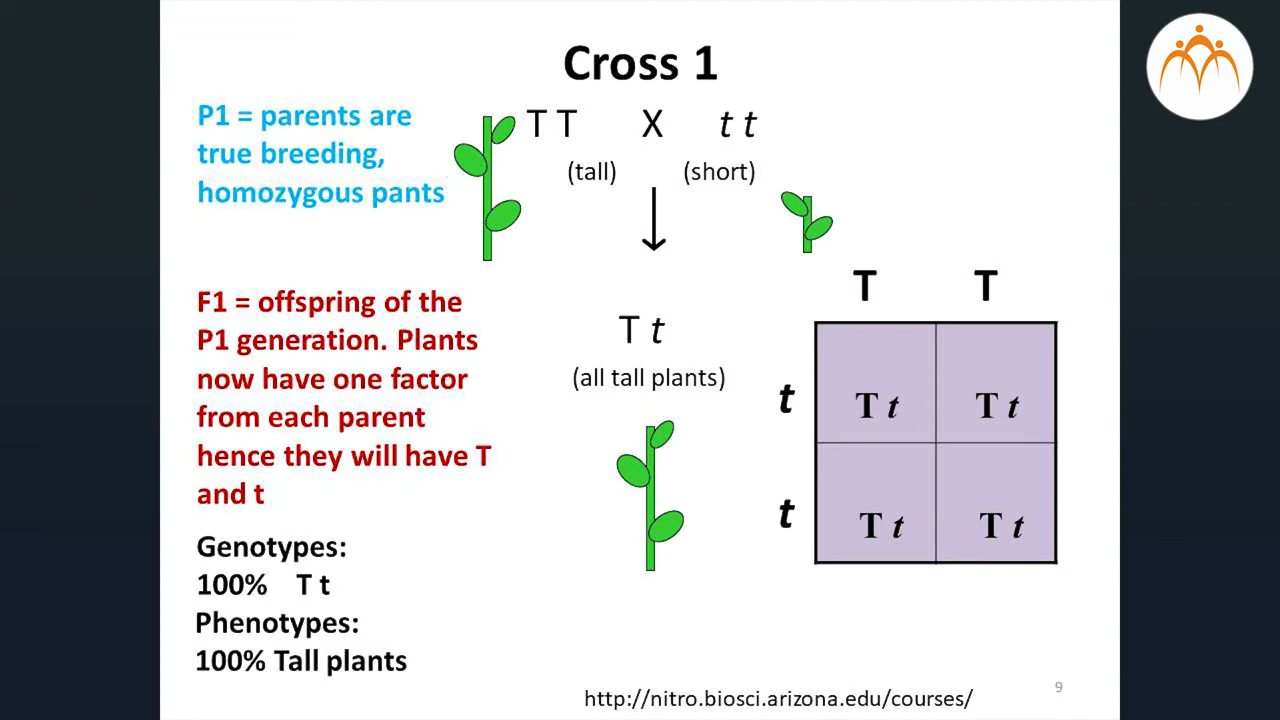 Cross 1
P1 = parents are
true breeding,
homozygous pants
T T X t t
(tall) (short)
F1 = offspring of the
P1 generation. Plants
now have one factor
from each parent
hence they will have T
and t
T t
(all tall plants)
T T
t T t T t
t T t T t
Genotypes:
100% T t
Phenotypes:
100% Tall plants
http://nitro.biosci.arizona.edu/courses/
9